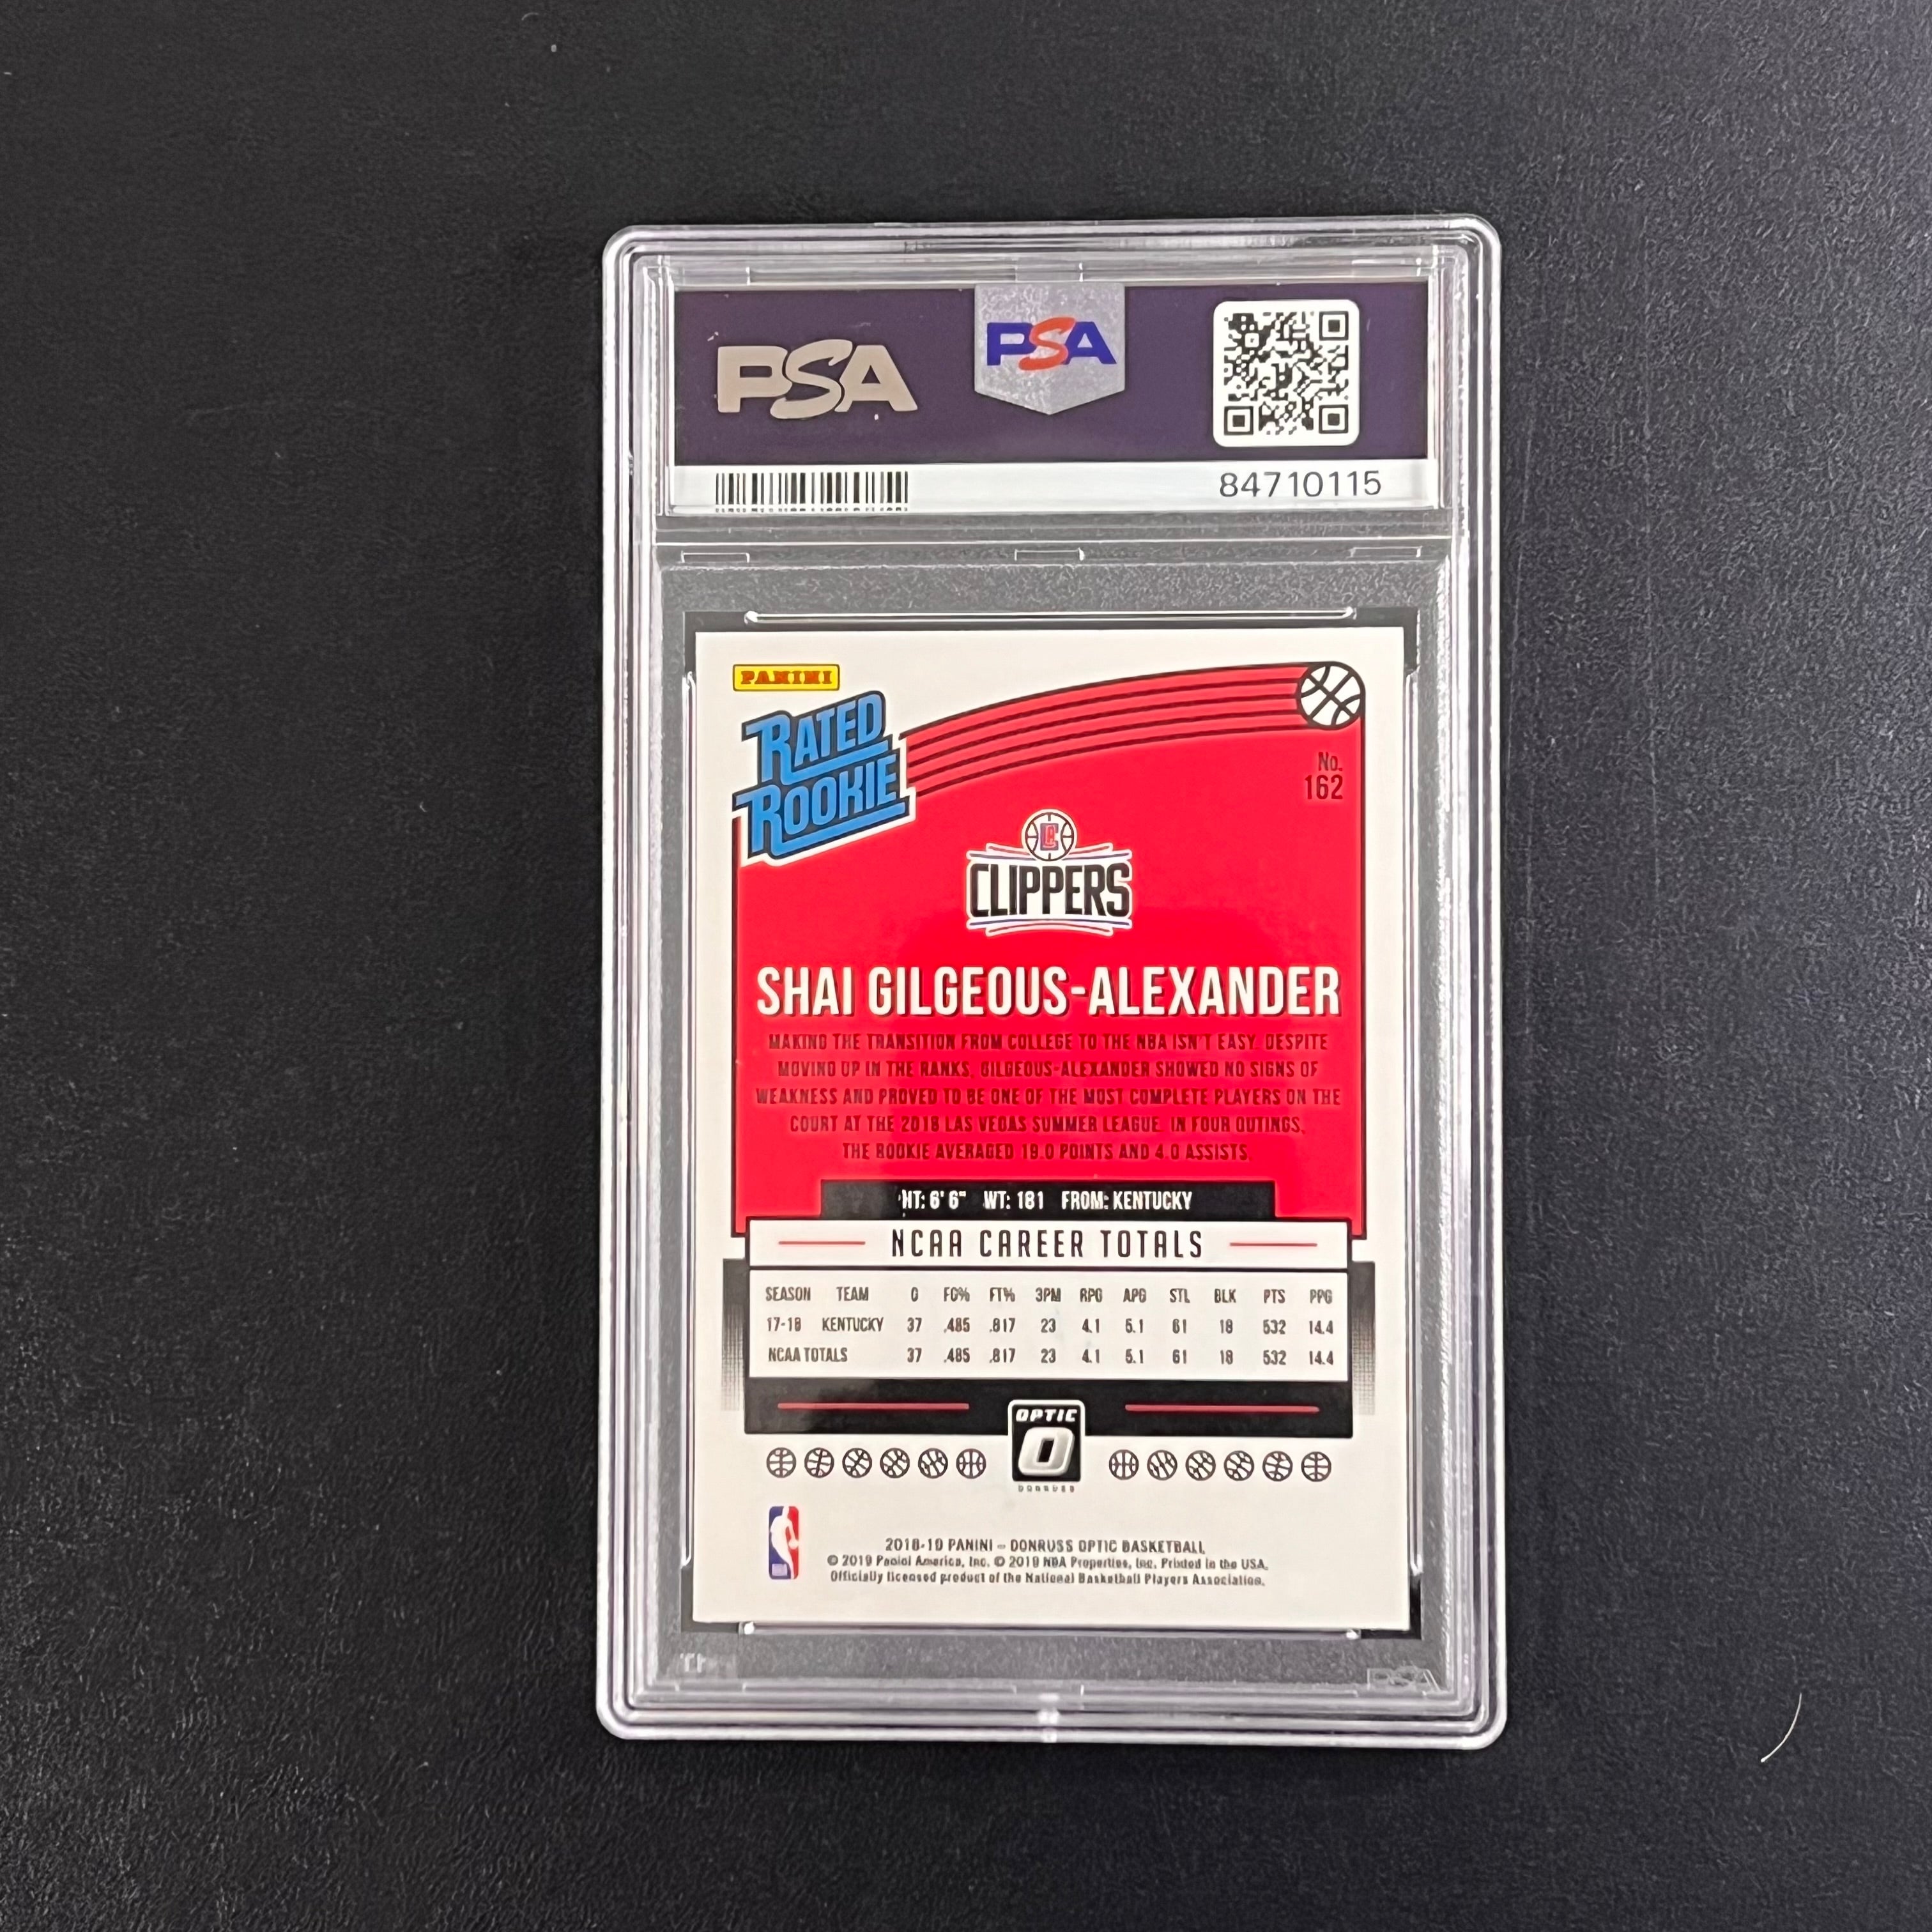 PSA
PSA
84710115
PANINI
RATED
ROOKIE
No.
162
CLIPPERS
SHAI GILGEOUS-ALEXANDER
MAKING THE TRANSITION FROM COLLEGE TO THE NBA ISN'T EASY. DESPITE
MOVING UP IN THE RANKS, GILGEOUS-ALEXANDER SHOWED NO SIGNS OF
WEAKNESS AND PROVED TO BE ONE OF THE MOST COMPLETE PLAYERS ON THE
COURT AT THE 2018 LAS VEGAS SUMMER LEAGUE. IN FOUR OUTINGS,
THE ROOKIE AVERAGED 19.0 POINTS AND 4.0 ASSISTS.
HT: 6' 6" WT: 181 FROM: KENTUCKY
NCAA CAREER TOTALS
SEASON TEAM G FG% FT% 3PM RPG APG STL BLK PTS PPG
17-18 KENTUCKY 37 .485 .817 23 4.1 5.1 61 18 532 14.4
NCAA TOTALS 37 .485 .817 23 4.1 5.1 61 18 532 14.4
OPTIC
DONRUSS
2018-19 PANINI – DONRUSS OPTIC BASKETBALL
© 2019 Panini America, Inc. © 2019 NBA Properties, Inc. Printed in the USA.
Officially licensed product of the National Basketball Players Association.
PSA